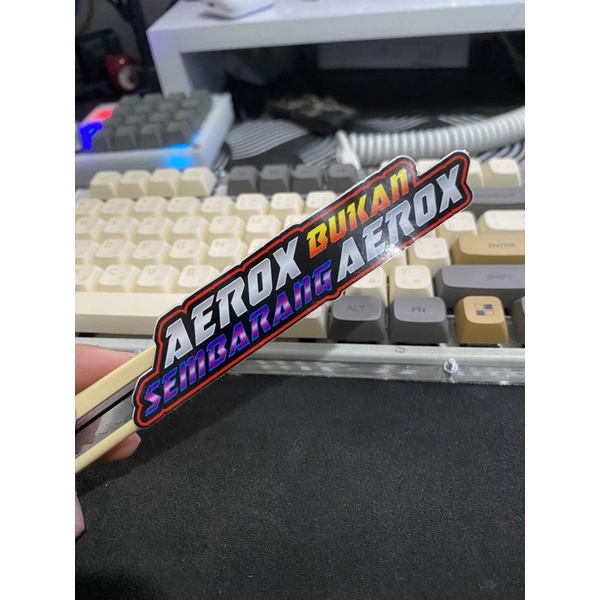 AEROX BUKAN
SEMBARANG AEROX
ENTER
SHIFT
ALT
FN